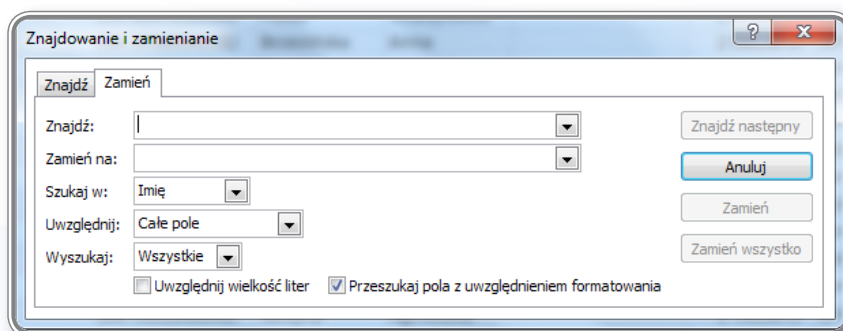 Znajdowanie i zamienianie
Znajdź Zamień
Znajdź: Znajdź następny
Zamień na: Anuluj
Szukaj w: Imię
Uwzględnij: Całe pole Zamień
Wyszukaj: Wszystkie Zamień wszystko
Uwzględnij wielkość liter Przeszukaj pola z uwzględnieniem formatowania